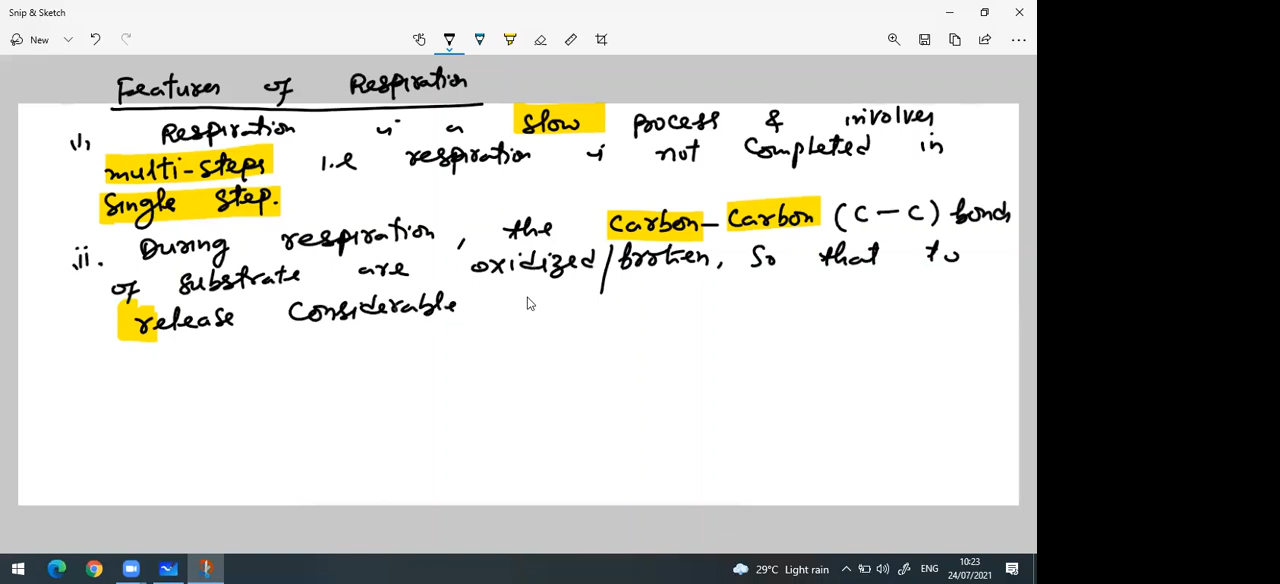 Snip & Sketch
New
Features of Respiration
i) Respiration is a slow process & involves
multi-steps i.e respiration is not completed in
single step.
ii. During respiration, the Carbon-Carbon (C-C) bonds
of substrate are oxidized/broken, so that to
release considerable
29°C Light rain
ENG
10:23
24/07/2021